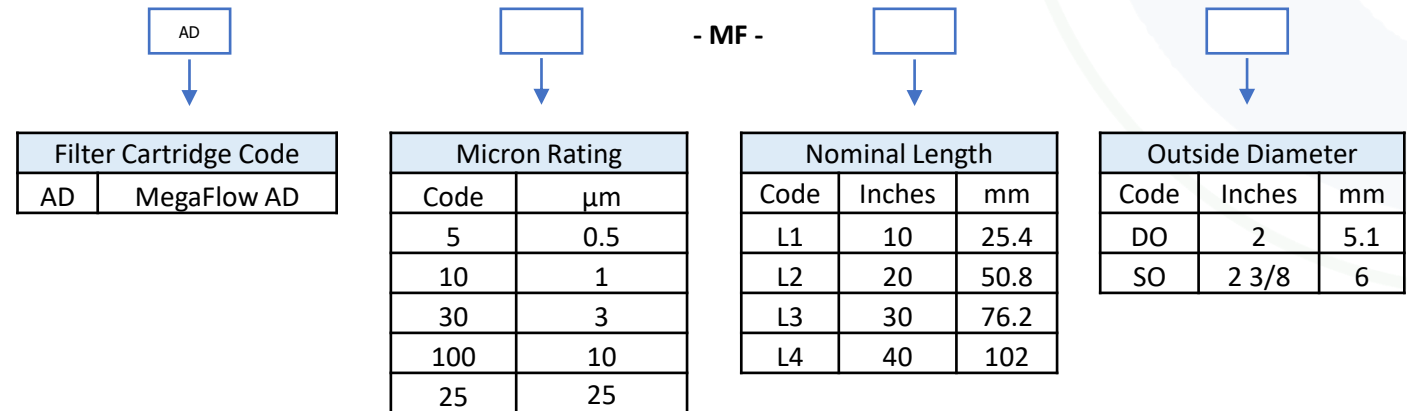 AD - MF -
Filter Cartridge Code
AD MegaFlow AD
Micron Rating
Code µm
5 0.5
10 1
30 3
100 10
25 25
Nominal Length
Code Inches mm
L1 10 25.4
L2 20 50.8
L3 30 76.2
L4 40 102
Outside Diameter
Code Inches mm
DO 2 5.1
SO 2 3/8 6